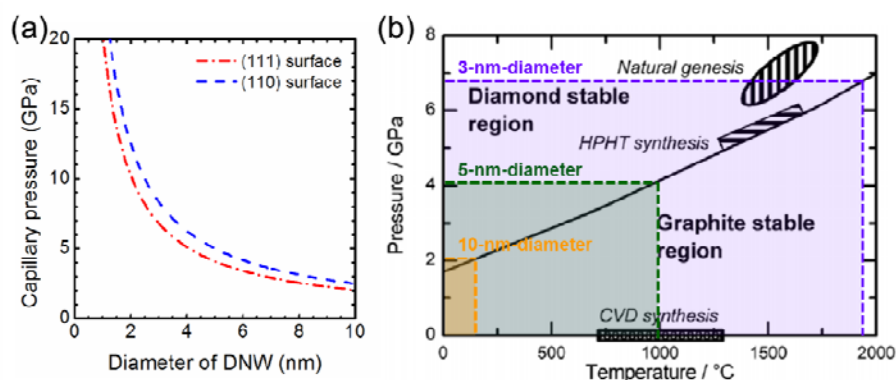 (a)
20
15
10
5
0
Capillary pressure (GPa)
(111) surface
(110) surface
0 2 4 6 8 10
Diameter of DNW (nm)
(b)
8
6
4
2
0
Pressure / GPa
3-nm-diameter
Natural genesis
Diamond stable
region
HPHT synthesis
5-nm-diameter
Graphite stable
region
10-nm-diameter
CVD synthesis
0 500 1000 1500 2000
Temperature / °C